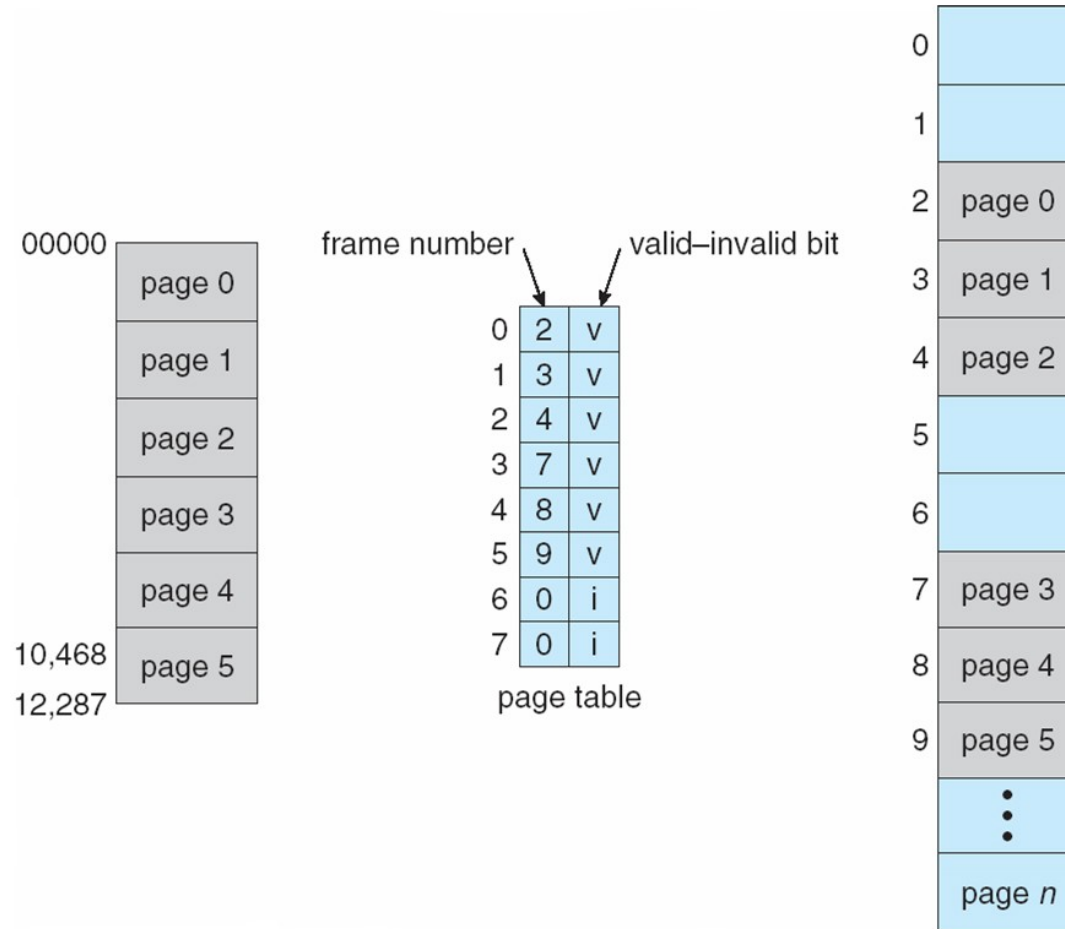 00000
page 0
page 1
page 2
page 3
page 4
10,468
page 5
12,287
frame number
valid–invalid bit
0 2 v
1 3 v
2 4 v
3 7 v
4 8 v
5 9 v
6 0 i
7 0 i
page table
0
1
2 page 0
3 page 1
4 page 2
5
6
7 page 3
8 page 4
9 page 5
page n